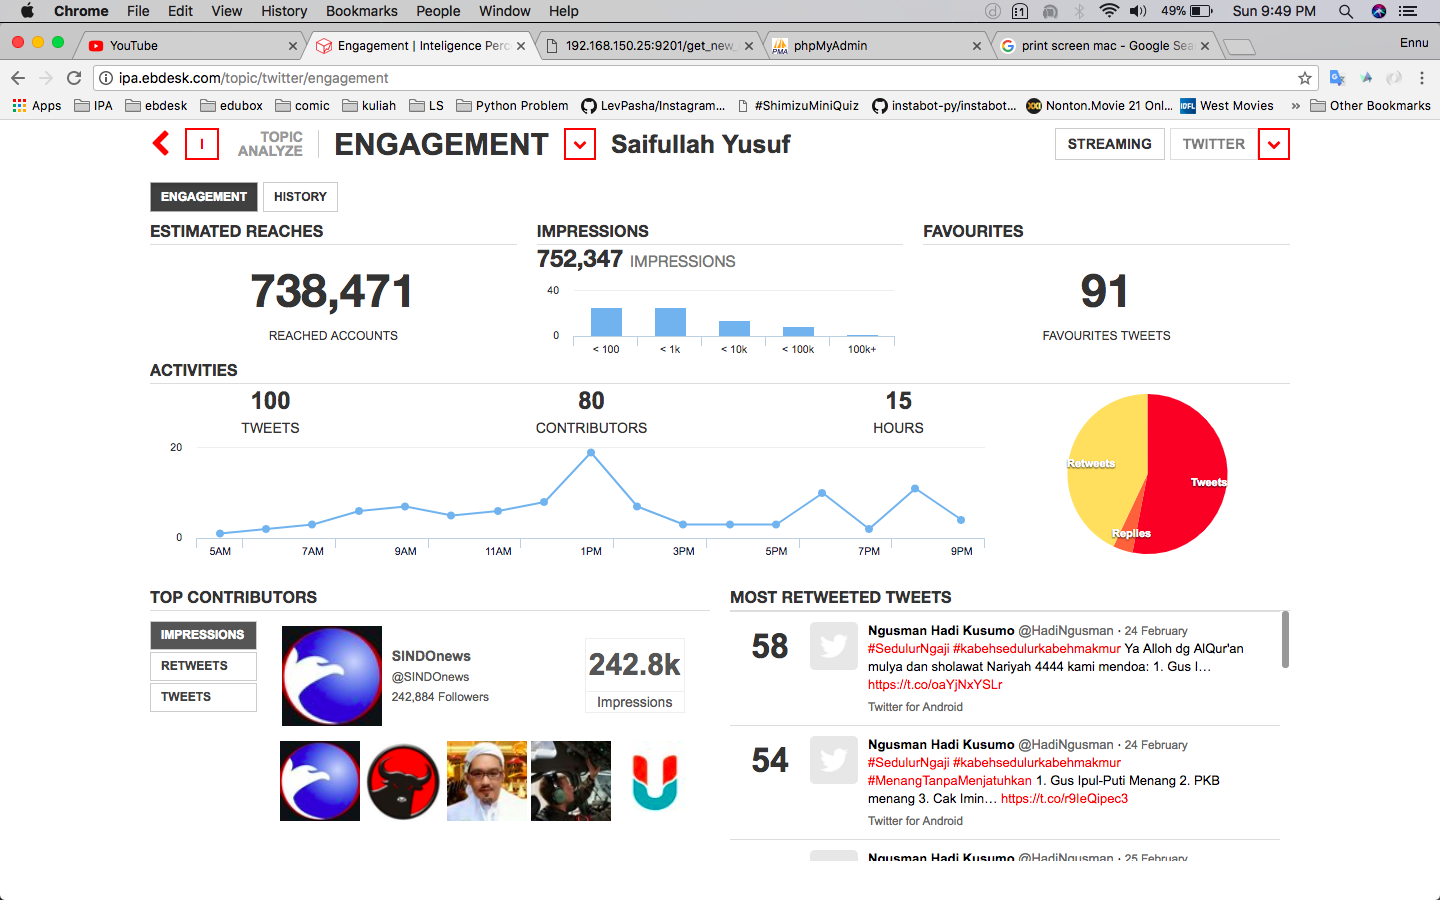 Chrome File Edit View History Bookmarks People Window Help 49% Sun 9:49 PM
YouTube Engagement | Inteligence Perc 192.168.150.25:9201/get_new_ phpMyAdmin print screen mac - Google Sea Ennu
ipa.ebdesk.com/topic/twitter/engagement
Apps IPA ebdesk edubox comic kuliah LS Python Problem LevPasha/Instagram... #ShimizuMiniQuiz instabot-py/instabot... Nonton.Movie 21 Onl... West Movies » Other Bookmarks
I TOPIC ANALYZE ENGAGEMENT Saifullah Yusuf STREAMING TWITTER
ENGAGEMENT HISTORY
ESTIMATED REACHES
738,471
REACHED ACCOUNTS
IMPRESSIONS
752,347 IMPRESSIONS
40
0
< 100 < 1k < 10k < 100k 100k+
FAVOURITES
91
FAVOURITES TWEETS
ACTIVITIES
100 80 15
TWEETS CONTRIBUTORS HOURS
20
0
5AM 7AM 9AM 11AM 1PM 3PM 5PM 7PM 9PM
Retweets
Tweets
Replies
TOP CONTRIBUTORS
IMPRESSIONS
RETWEETS
TWEETS
SINDOnews
@SINDOnews
242,884 Followers
242.8k
Impressions
MOST RETWEETED TWEETS
58
Ngusman Hadi Kusumo @HadiNgusman · 24 February
#SedulurNgaji #kabehsedulurkabehmakmur Ya Alloh dg AlQur'an
mulya dan sholawat Nariyah 4444 kami mendoa: 1. Gus I…
https://t.co/oaYjNxYSLr
Twitter for Android
54
Ngusman Hadi Kusumo @HadiNgusman · 24 February
#SedulurNgaji #kabehsedulurkabehmakmur
#MenangTanpaMenjatuhkan 1. Gus Ipul-Puti Menang 2. PKB
menang 3. Cak Imin… https://t.co/r9IeQipec3
Twitter for Android
Ngusman Hadi Kusumo @HadiNgusman · 25 February